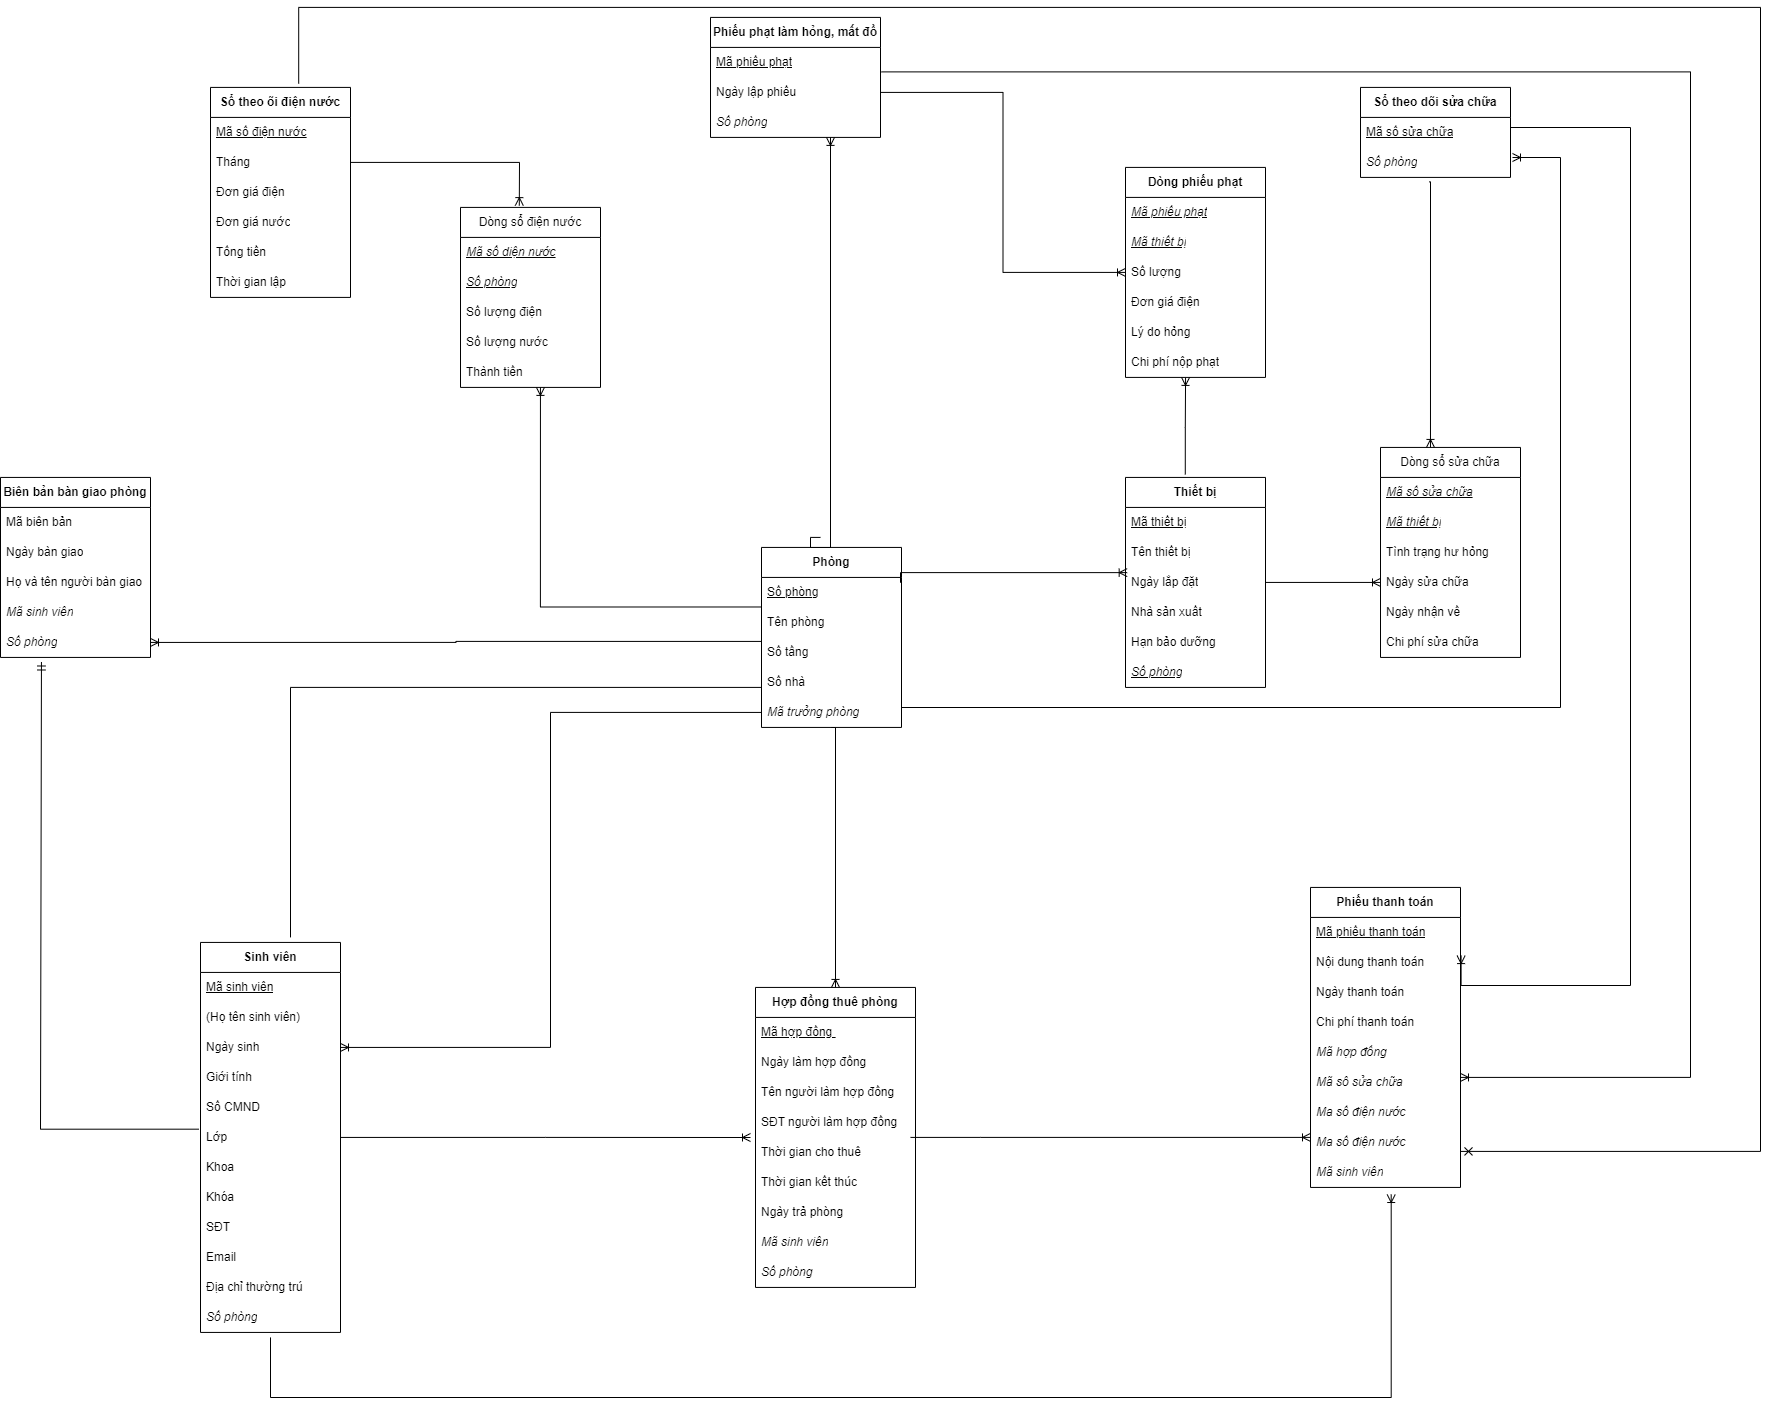 Phiếu phạt làm hỏng, mất đồ
Mã phiếu phạt
Ngày lập phiếu
Số phòng
Sổ theo õi điện nước
Mã sổ điện nước
Tháng
Đơn giá điện
Đơn giá nước
Tổng tiền
Thời gian lập
Sổ theo dõi sửa chữa
Mã sổ sửa chữa
Số phòng
Dòng sổ điện nước
Mã sổ điện nước
Số phòng
Số lượng điện
Số lượng nước
Thành tiền
Dòng phiếu phạt
Mã phiếu phạt
Mã thiết bị
Số lượng
Đơn giá điện
Lý do hỏng
Chi phí nộp phạt
Biên bản bàn giao phòng
Mã biên bản
Ngày bàn giao
Họ và tên người bàn giao
Mã sinh viên
Số phòng
Phòng
Số phòng
Tên phòng
Số tầng
Số nhà
Mã trưởng phòng
Thiết bị
Mã thiết bị
Tên thiết bị
Ngày lắp đặt
Nhà sản xuất
Hạn bảo dưỡng
Số phòng
Dòng sổ sửa chữa
Mã sổ sửa chữa
Mã thiết bị
Tình trạng hư hỏng
Ngày sửa chữa
Ngày nhận về
Chi phí sửa chữa
Sinh viên
Mã sinh viên
(Họ tên sinh viên)
Ngày sinh
Giới tính
Số CMND
Lớp
Khoa
Khóa
SĐT
Email
Địa chỉ thường trú
Số phòng
Hợp đồng thuê phòng
Mã hợp đồng
Ngày làm hợp đồng
Tên người làm hợp đồng
SĐT người làm hợp đồng
Thời gian cho thuê
Thời gian kết thúc
Ngày trả phòng
Mã sinh viên
Số phòng
Phiếu thanh toán
Mã phiếu thanh toán
Nội dung thanh toán
Ngày thanh toán
Chi phí thanh toán
Mã hợp đồng
Mã sổ sửa chữa
Ma sổ điện nước
Ma sổ điện nước
Mã sinh viên